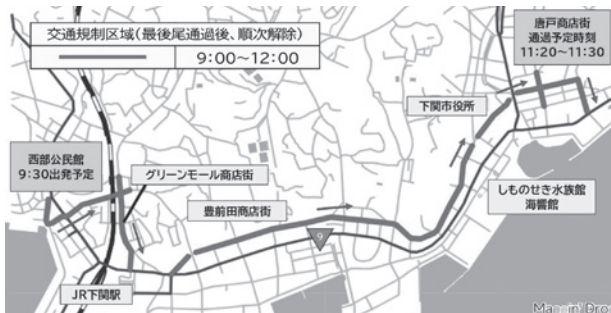 交通規制区域(最後尾通過後、順次解除)
9:00~12:00
唐戸商店街
通過予定時刻
11:20~11:30
下関市役所
西部公民館
9:30出発予定
グリーンモール商店街
豊前田商店街
しものせき水族館
海響館
9
JR下関駅